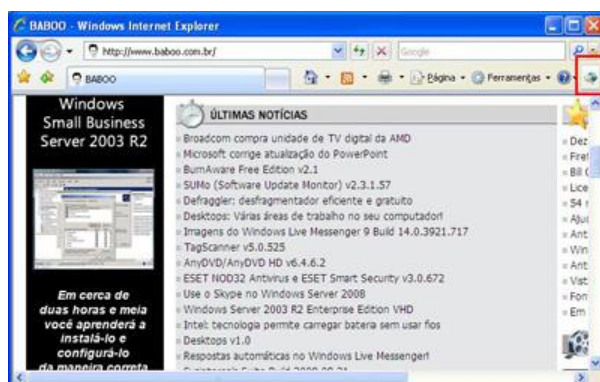 BABOO - Windows Internet Explorer
http://www.baboo.com.br/
Google
BABOO
Página
Ferramentas
Windows
Small Business
Server 2003 R2
Em cerca de
duas horas e meia
você aprenderá a
instalá-lo e
configurá-lo
da maneira correta
ÚLTIMAS NOTÍCIAS
Broadcom compra unidade de TV digital da AMD
Microsoft corrige atualização do PowerPoint
BurnAware Free Edition v2.1
SUMo (Software Update Monitor) v2.3.1.57
Defraggler: desfragmentador eficiente e gratuito
Desktops: Várias áreas de trabalho no seu computador!
Imagens do Windows Live Messenger 9 Build 14.0.3921.717
TagScanner v5.0.525
AnyDVD/AnyDVD HD v6.4.6.2
ESET NOD32 Antivirus e ESET Smart Security v3.0.672
Use o Skype no Windows Server 2008
Windows Server 2003 R2 Enterprise Edition VHD
Intel: tecnologia permite carregar bateria sem usar fios
Desktops v1.0
Respostas automáticas no Windows Live Messenger!
Dez
Firef
Bill G
Lice
54 r
Ajud
Ant
Win
Ant
Vist
Fon
Em